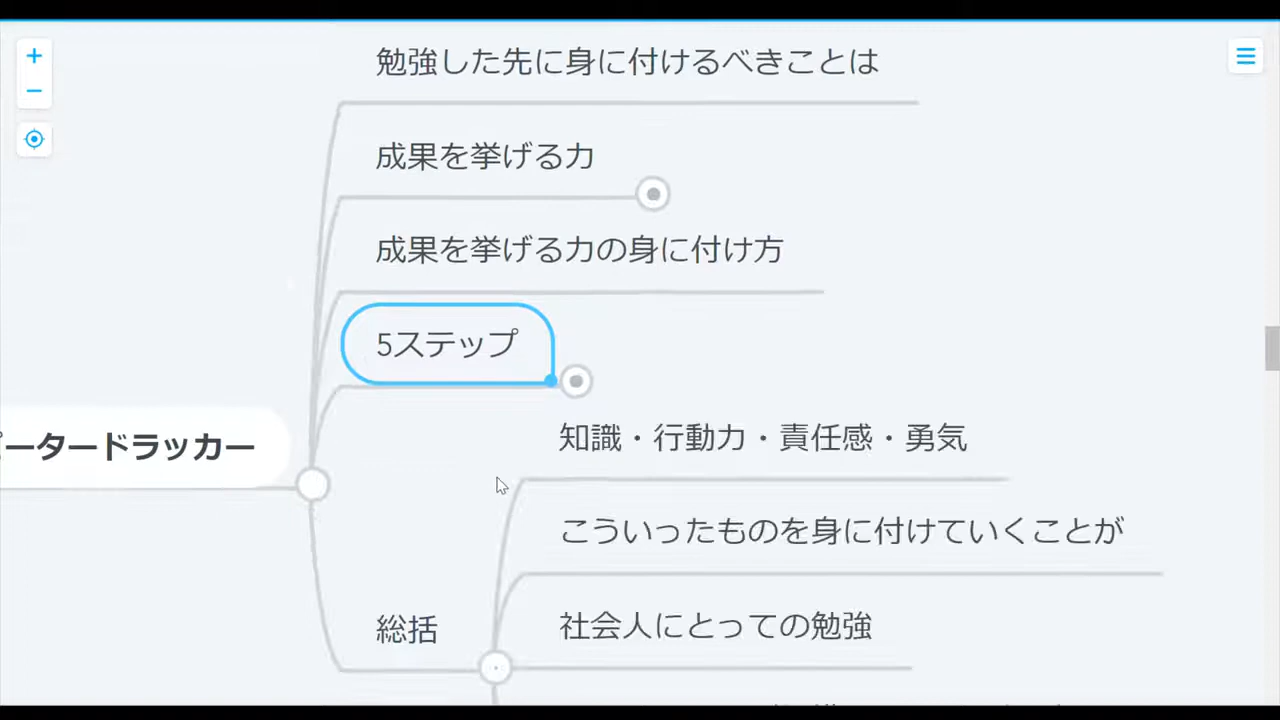 勉強した先に身に付けるべきことは
成果を挙げる力
成果を挙げる力の身に付け方
5ステップ
ータードラッカー
知識・行動力・責任感・勇気
こういったものを身に付けていくことが
総括
社会人にとっての勉強